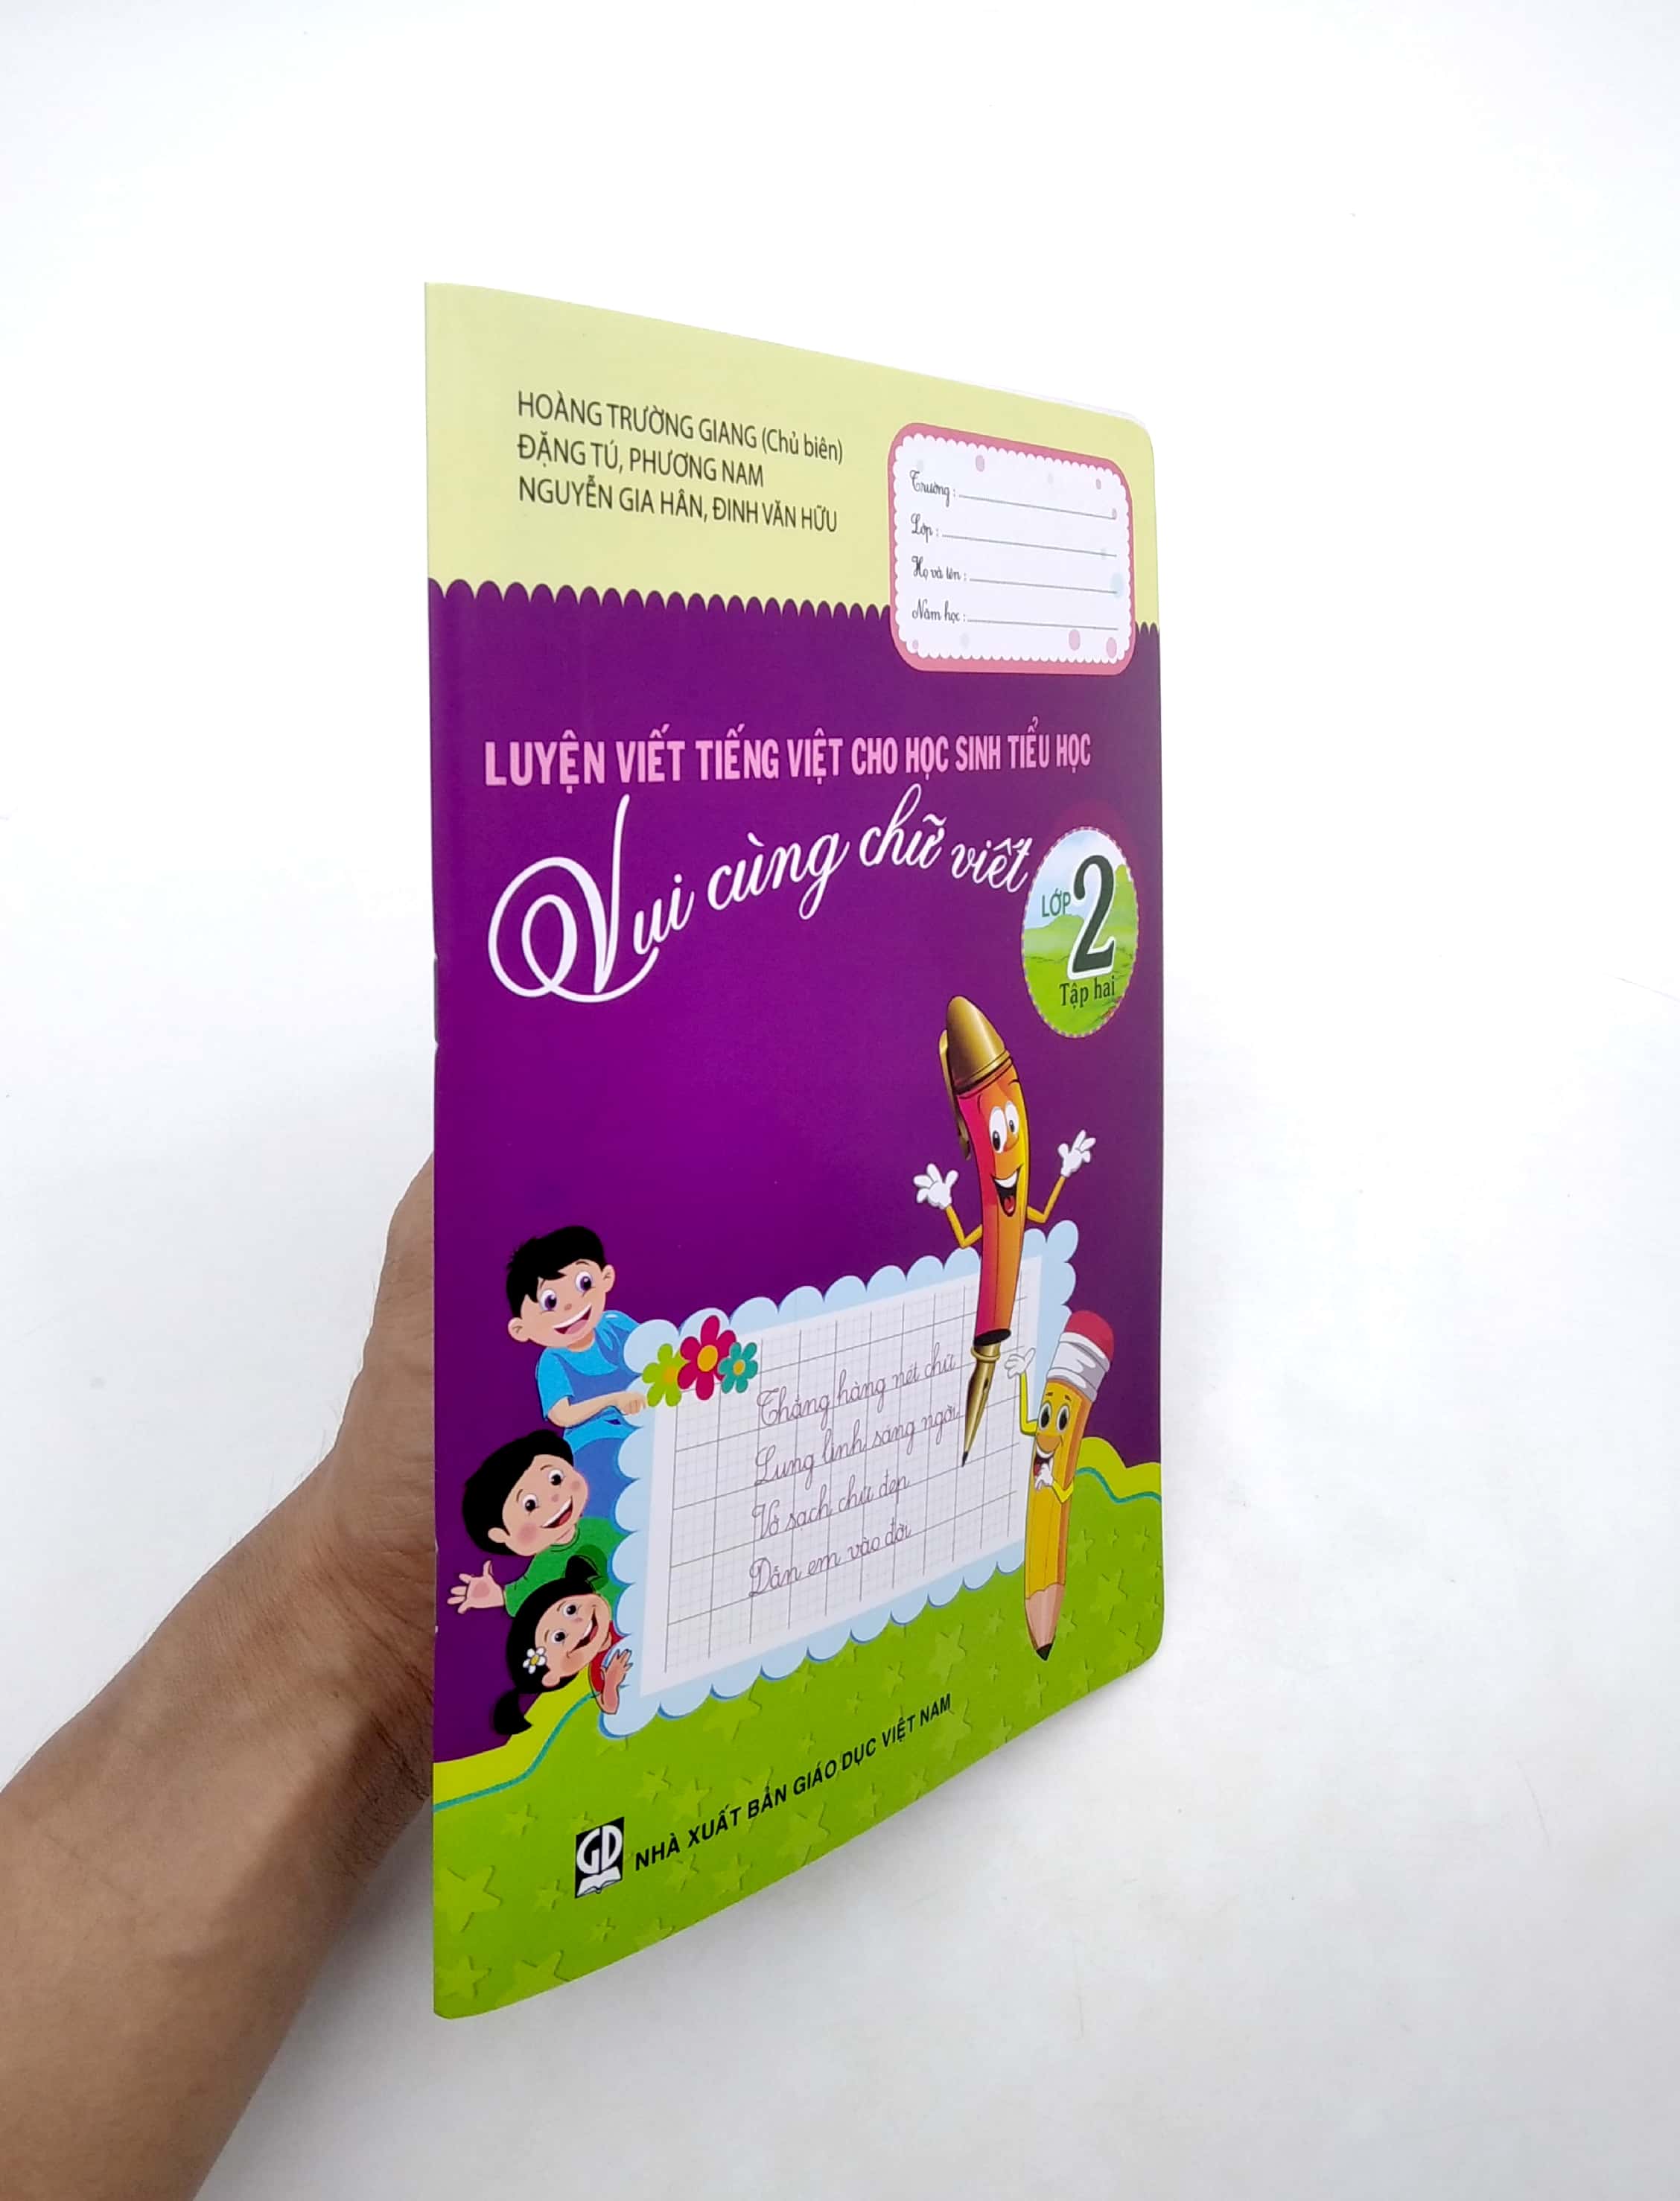 HOÀNG TRƯỜNG GIANG (Chủ biên)
ĐẶNG TÚ, PHƯƠNG NAM
NGUYỄN GIA HÂN, ĐINH VĂN HỮU
Trường :
Lớp :
Họ và tên :
Năm học :
LUYỆN VIẾT TIẾNG VIỆT CHO HỌC SINH TIỂU HỌC
Vui cùng chữ viết
LỚP 2
Tập hai
Thẳng hàng nét chữ
Lung linh sáng ngời
Vở sạch chữ đẹp
Dẫn em vào đời
GD
NHÀ XUẤT BẢN GIÁO DỤC VIỆT NAM